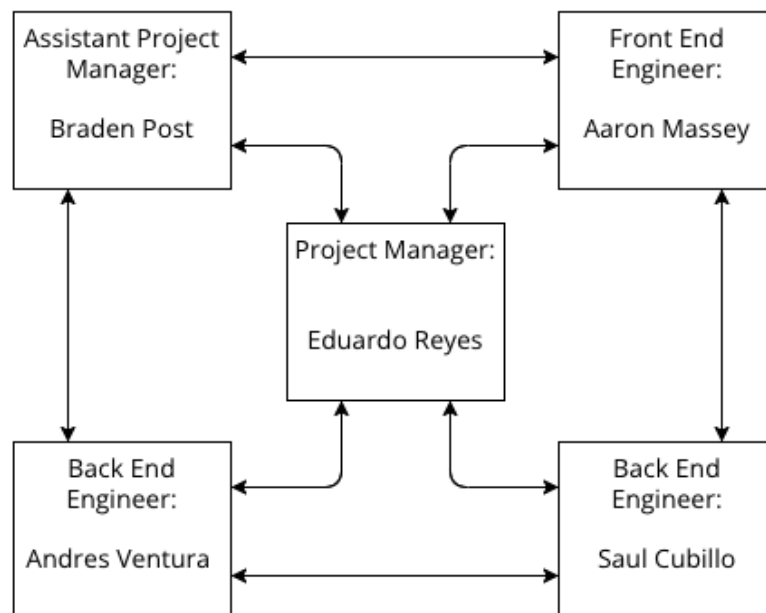 Assistant Project
Manager:
Braden Post
Front End
Engineer:
Aaron Massey
Project Manager:
Eduardo Reyes
Back End
Engineer:
Andres Ventura
Back End
Engineer:
Saul Cubillo